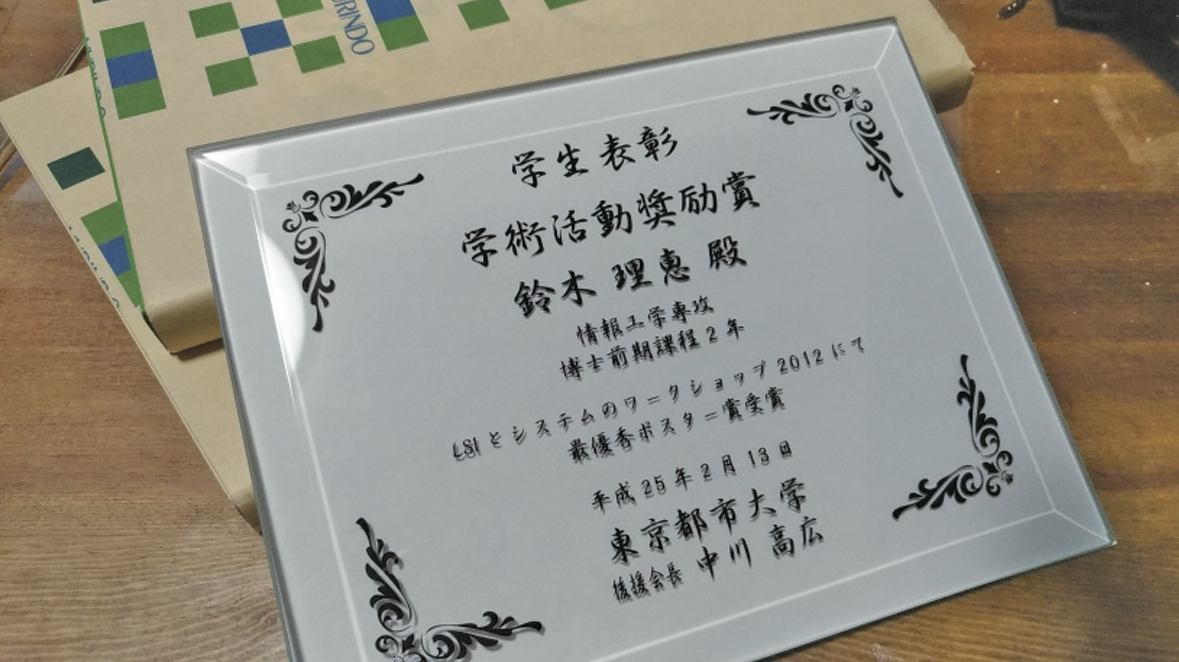 YURINDO
学生表彰
学術活動奨励賞
鈴木 理恵 殿
情報工学専攻
博士前期課程2年
LSIとシステムのワークショップ2012にて
最優秀ポスター賞受賞
平成25年2月13日
東京都市大学
後援会長 中川 高広